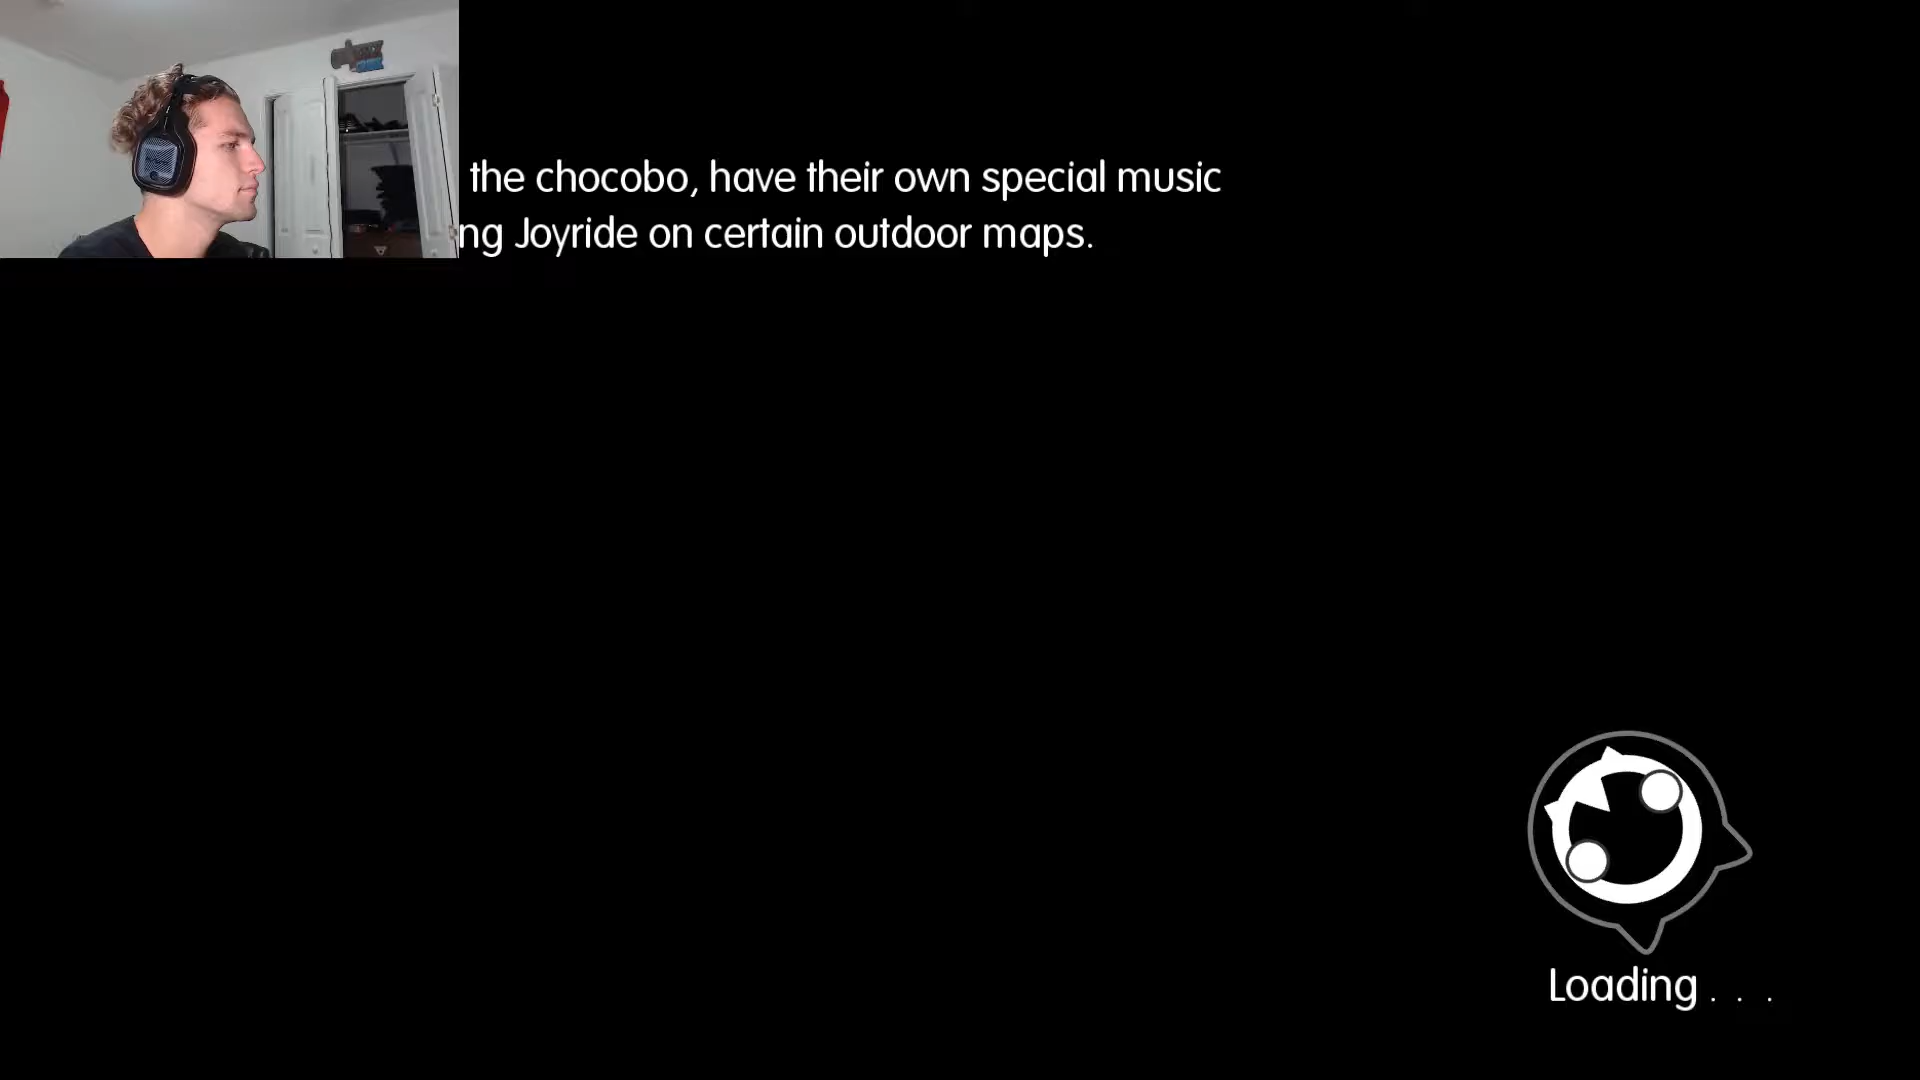 the chocobo, have their own special music
ng Joyride on certain outdoor maps.
Loading . . .